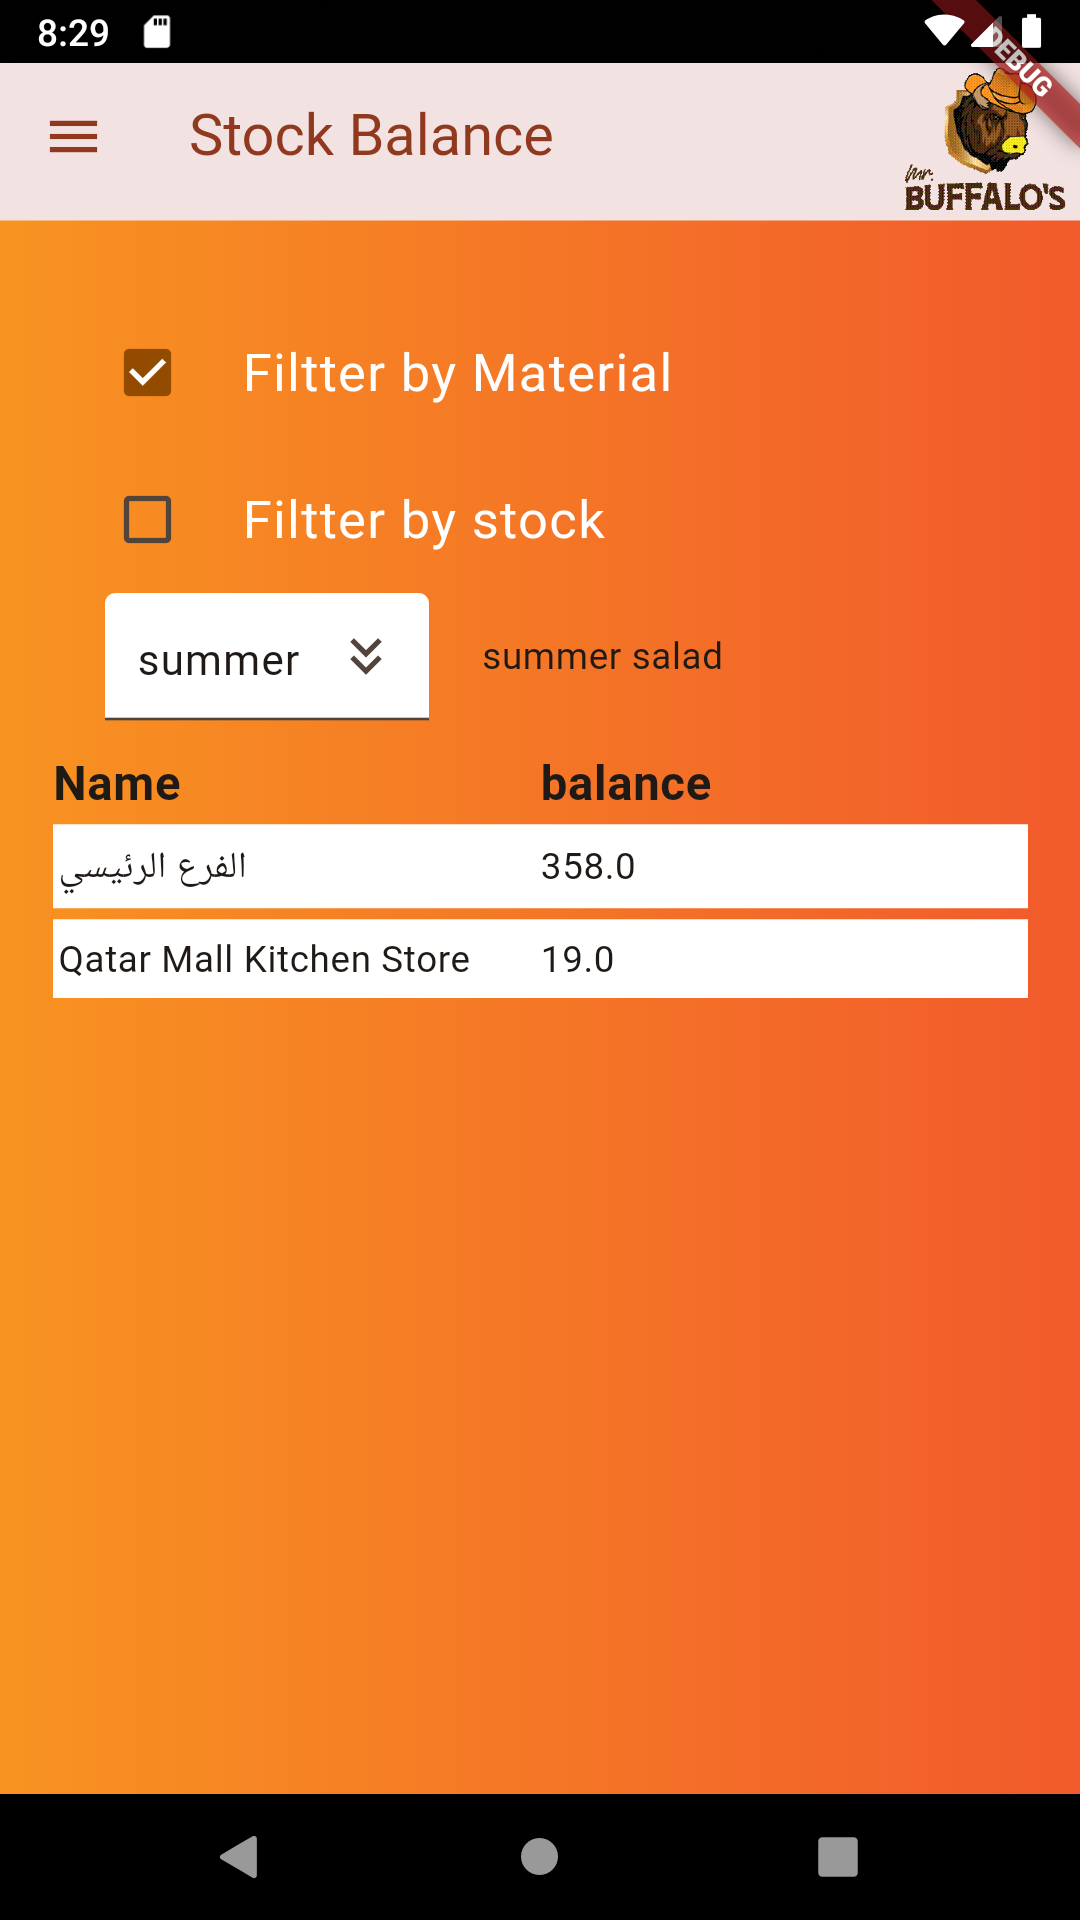 8:29
DEBUG
Stock Balance
Mr.
BUFFALO'S
Filtter by Material
Filtter by stock
summer
summer salad
Name balance
الفرع الرئيسي 358.0
Qatar Mall Kitchen Store 19.0